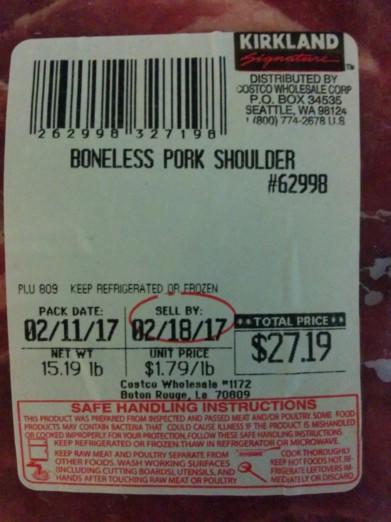 KIRKLAND
Signature
TM
DISTRIBUTED BY
COSTCO WHOLESALE CORP
P.O. BOX 34535
SEATTLE, WA 98124
1 (800) 774-2678 U.S
262998 327198
BONELESS PORK SHOULDER
#62998
PLU 809 KEEP REFRIGERATED OR FROZEN
PACK DATE: SELL BY:
02/11/17 02/18/17 **TOTAL PRICE**
NET WT UNIT PRICE $27.19
15.19 lb $1.79/lb
Costco Wholesale #1172
Baton Rouge, La 70809
SAFE HANDLING INSTRUCTIONS
THIS PRODUCT WAS PREPARED FROM INSPECTED AND PASSED MEAT AND/OR POULTRY. SOME FOOD
PRODUCTS MAY CONTAIN BACTERIA THAT COULD CAUSE ILLNESS IF THE PRODUCT IS MISHANDLED
OR COOKED IMPROPERLY. FOR YOUR PROTECTION, FOLLOW THESE SAFE HANDLING INSTRUCTIONS.
KEEP REFRIGERATED OR FROZEN. THAW IN REFRIGERATOR OR MICROWAVE.
KEEP RAW MEAT AND POULTRY SEPARATE FROM
OTHER FOODS. WASH WORKING SURFACES
(INCLUDING CUTTING BOARDS), UTENSILS, AND
HANDS AFTER TOUCHING RAW MEAT OR POULTRY
COOK THOROUGHLY
KEEP HOT FOODS HOT. RE-
FRIGERATE LEFTOVERS IM-
MEDIATELY OR DISCARD